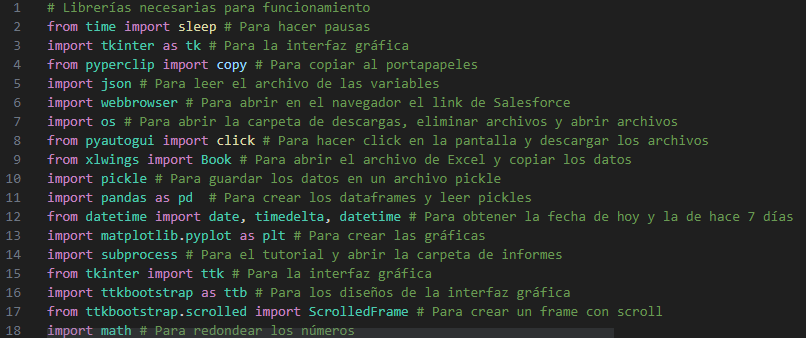 1 # Librerías necesarias para funcionamiento
2 from time import sleep # Para hacer pausas
3 import tkinter as tk # Para la interfaz gráfica
4 from pyperclip import copy # Para copiar al portapapeles
5 import json # Para leer el archivo de las variables
6 import webbrowser # Para abrir en el navegador el link de Salesforce
7 import os # Para abrir la carpeta de descargas, eliminar archivos y abrir archivos
8 from pyautogui import click # Para hacer click en la pantalla y descargar los archivos
9 from xlwings import Book # Para abrir el archivo de Excel y copiar los datos
10 import pickle # Para guardar los datos en un archivo pickle
11 import pandas as pd  # Para crear los dataframes y leer pickles
12 from datetime import date, timedelta, datetime # Para obtener la fecha de hoy y la de hace 7 días
13 import matplotlib.pyplot as plt # Para crear las gráficas
14 import subprocess # Para el tutorial y abrir la carpeta de informes
15 from tkinter import ttk # Para la interfaz gráfica
16 import ttkbootstrap as ttb # Para los diseños de la interfaz gráfica
17 from ttkbootstrap.scrolled import ScrolledFrame # Para crear un frame con scroll
18 import math # Para redondear los números